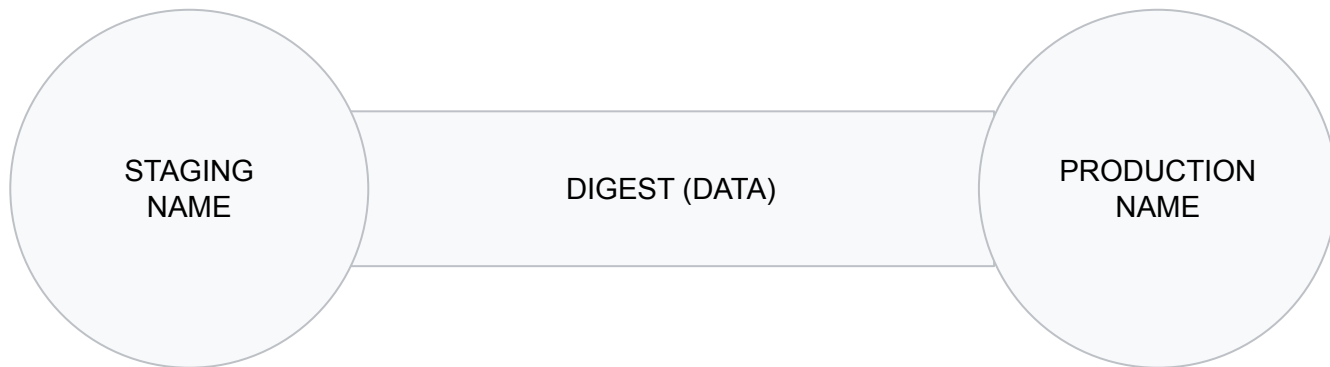 STAGING
NAME
DIGEST (DATA)
PRODUCTION
NAME